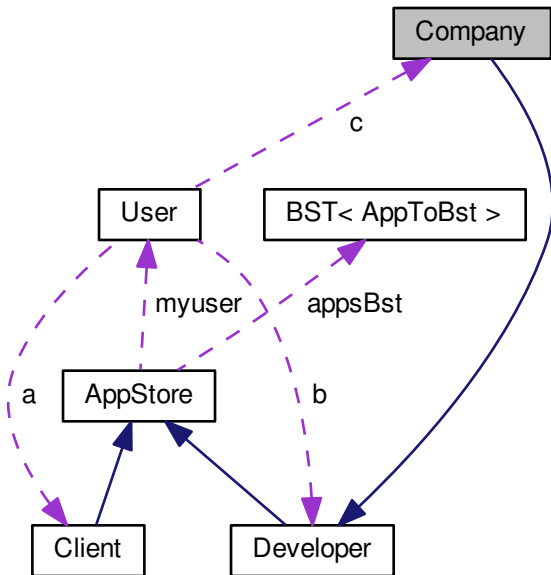 Company
c
User
BST< AppToBst >
myuser
appsBst
a
AppStore
b
Client
Developer